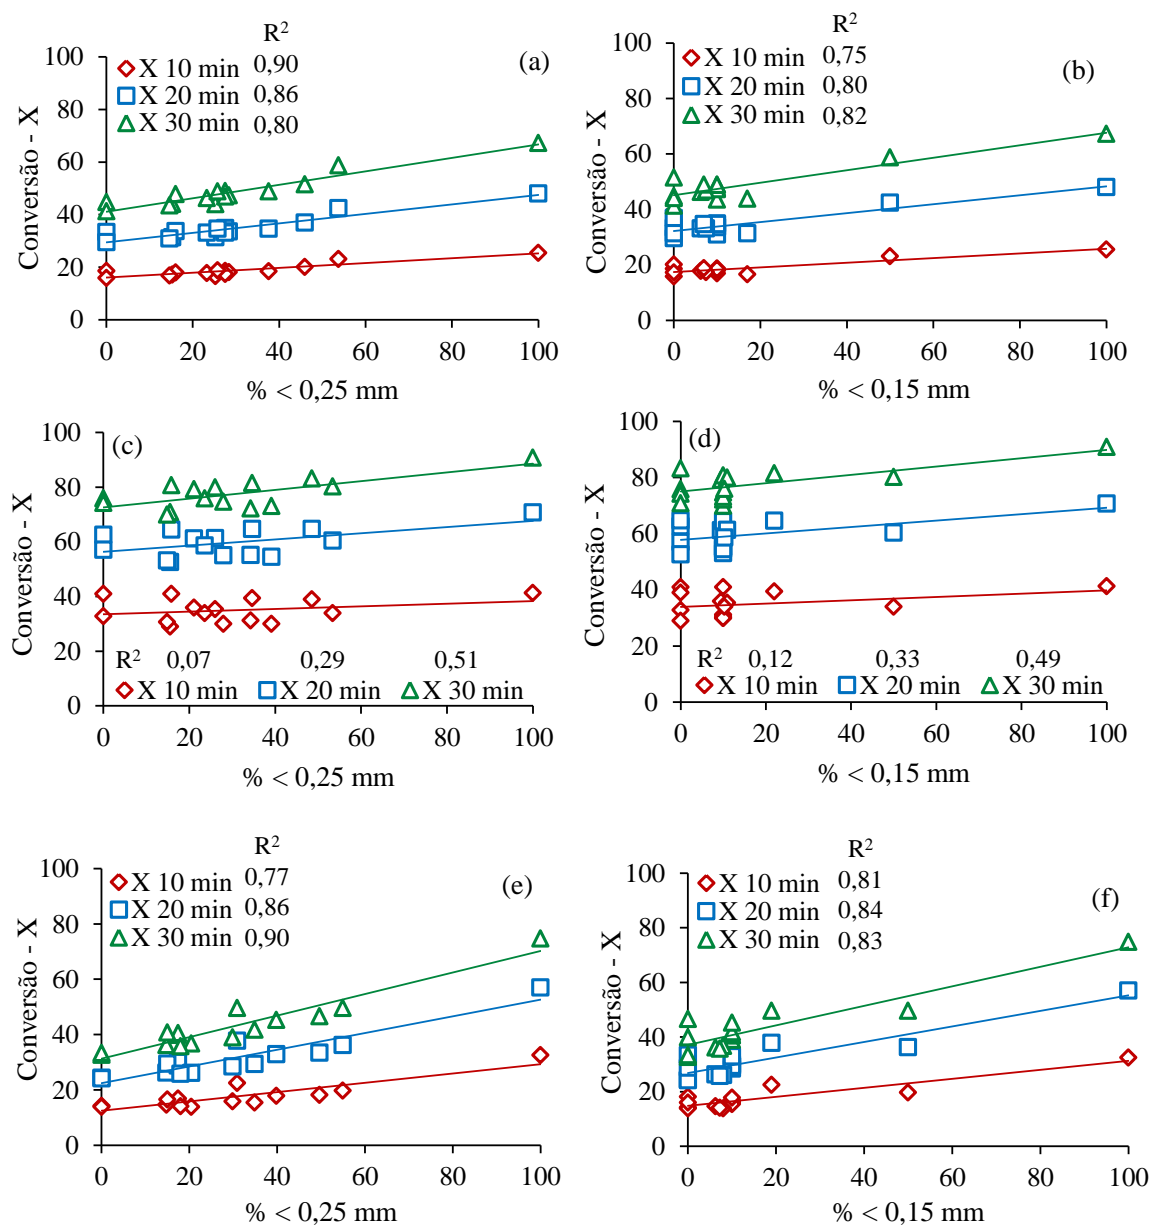 R²
X 10 min 0,90
X 20 min 0,86
X 30 min 0,80
(a)
Conversão - X
100
80
60
40
20
0
0 20 40 60 80 100
% < 0,25 mm
R²
X 10 min 0,75
X 20 min 0,80
X 30 min 0,82
(b)
Conversão - X
100
80
60
40
20
0
0 20 40 60 80 100
% < 0,15 mm
(c)
Conversão - X
100
80
60
40
20
0
R² 0,07 0,29 0,51
X 10 min X 20 min X 30 min
0 20 40 60 80 100
% < 0,25 mm
(d)
Conversão - X
100
80
60
40
20
0
R² 0,12 0,33 0,49
X 10 min X 20 min X 30 min
0 20 40 60 80 100
% < 0,15 mm
R²
X 10 min 0,77
X 20 min 0,86
X 30 min 0,90
(e)
Conversão - X
100
80
60
40
20
0
0 20 40 60 80 100
% < 0,25 mm
R²
X 10 min 0,81
X 20 min 0,84
X 30 min 0,83
(f)
Conversão - X
100
80
60
40
20
0
0 20 40 60 80 100
% < 0,15 mm